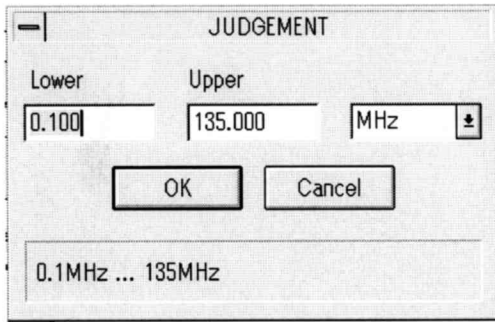 JUDGEMENT
Lower Upper
0.100 135.000 MHz
OK Cancel
0.1MHz ... 135MHz